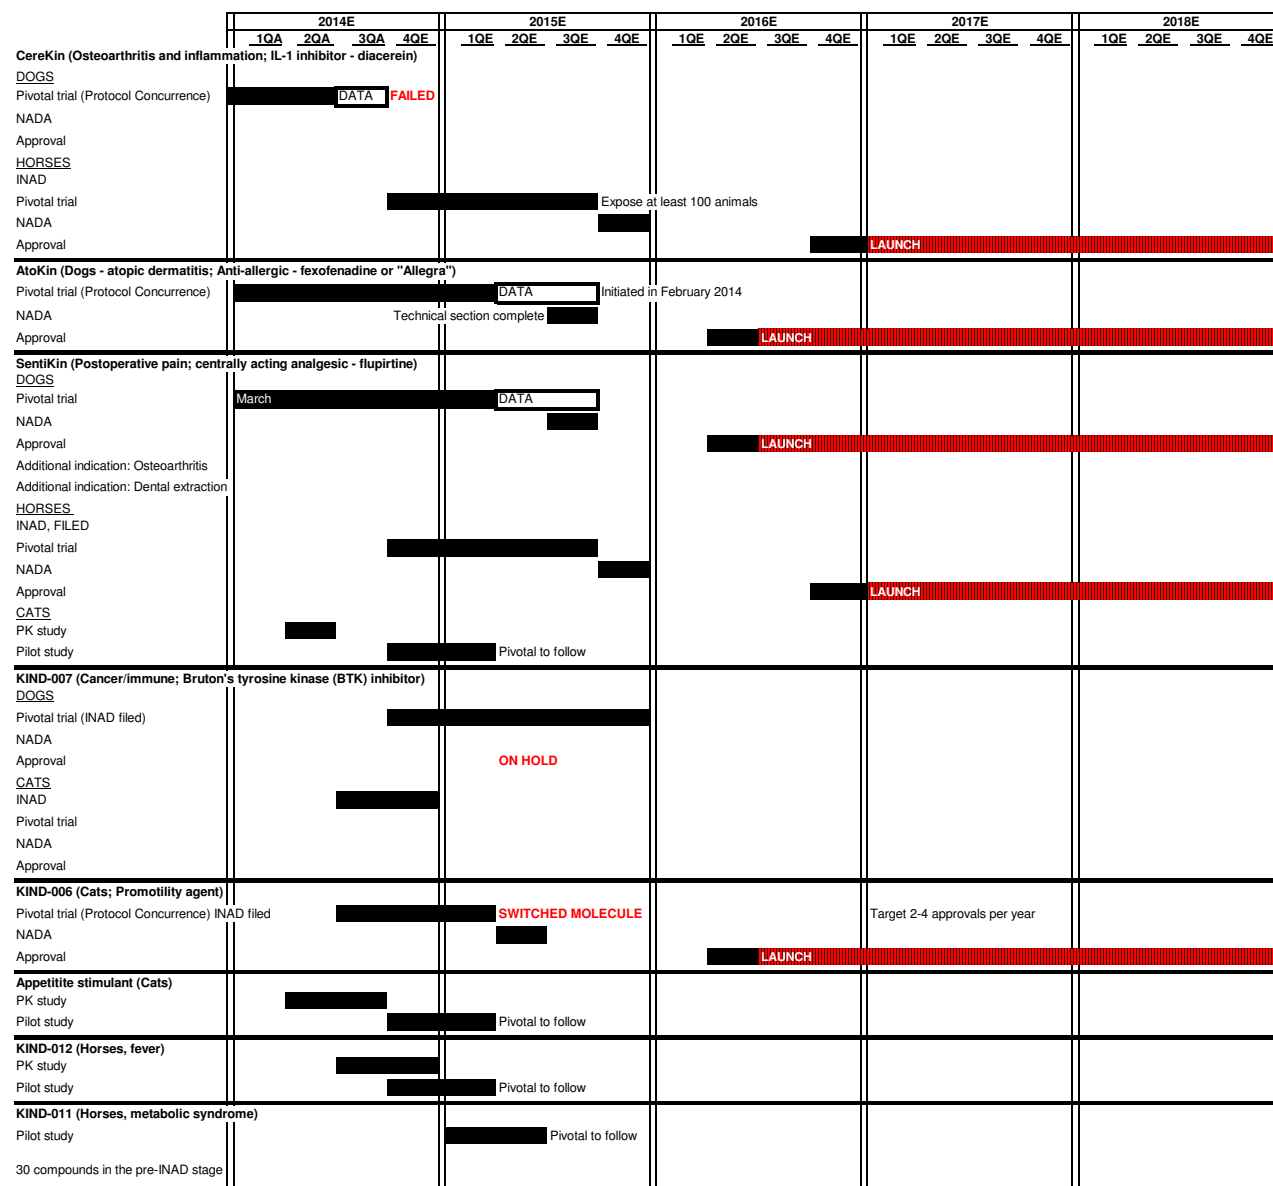 2014E 2015E 2016E 2017E 2018E
1QA 2QA 3QA 4QE 1QE 2QE 3QE 4QE 1QE 2QE 3QE 4QE 1QE 2QE 3QE 4QE 1QE 2QE 3QE 4QE
CereKin (Osteoarthritis and inflammation; IL-1 inhibitor - diacerein)
DOGS
Pivotal trial (Protocol Concurrence) DATA FAILED
NADA
Approval
HORSES
INAD
Pivotal trial Expose at least 100 animals
NADA
Approval LAUNCH
AtoKin (Dogs - atopic dermatitis; Anti-allergic - fexofenadine or "Allegra")
Pivotal trial (Protocol Concurrence) DATA Initiated in February 2014
NADA Technical section complete
Approval LAUNCH
SentiKin (Postoperative pain; centrally acting analgesic - flupirtine)
DOGS
Pivotal trial March DATA
NADA
Approval LAUNCH
Additional indication: Osteoarthritis
Additional indication: Dental extraction
HORSES
INAD, FILED
Pivotal trial
NADA
Approval LAUNCH
CATS
PK study
Pilot study Pivotal to follow
KIND-007 (Cancer/immune; Bruton's tyrosine kinase (BTK) inhibitor)
DOGS
Pivotal trial (INAD filed)
NADA
Approval ON HOLD
CATS
INAD
Pivotal trial
NADA
Approval
KIND-006 (Cats; Promotility agent)
Pivotal trial (Protocol Concurrence) INAD filed SWITCHED MOLECULE Target 2-4 approvals per year
NADA
Approval LAUNCH
Appetitite stimulant (Cats)
PK study
Pilot study Pivotal to follow
KIND-012 (Horses, fever)
PK study
Pilot study Pivotal to follow
KIND-011 (Horses, metabolic syndrome)
Pilot study Pivotal to follow
30 compounds in the pre-INAD stage